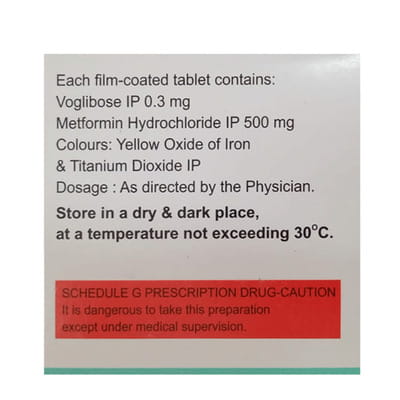 Each film-coated tablet contains:
Voglibose IP 0.3 mg
Metformin Hydrochloride IP 500 mg
Colours: Yellow Oxide of Iron
& Titanium Dioxide IP
Dosage : As directed by the Physician.
Store in a dry & dark place,
at a temperature not exceeding 30°C.
SCHEDULE G PRESCRIPTION DRUG-CAUTION
It is dangerous to take this preparation
except under medical supervision.